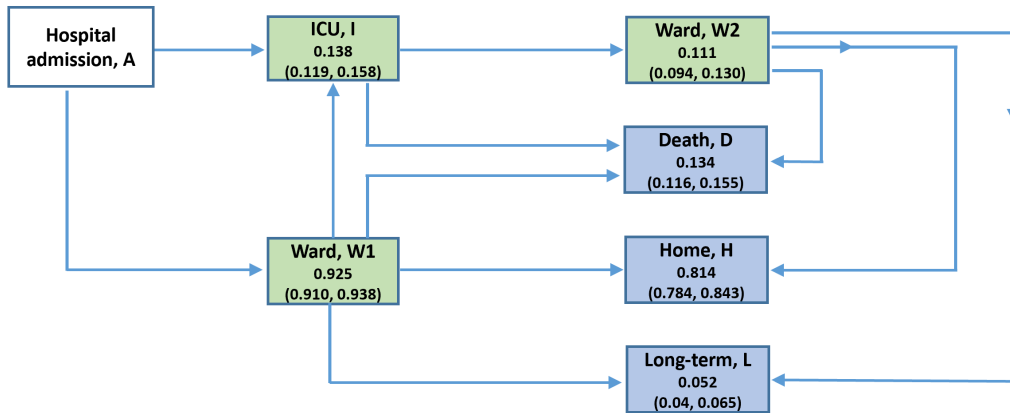 Hospital
admission, A
ICU, I
0.138
(0.119, 0.158)
Ward, W2
0.111
(0.094, 0.130)
Death, D
0.134
(0.116, 0.155)
Ward, W1
0.925
(0.910, 0.938)
Home, H
0.814
(0.784, 0.843)
Long-term, L
0.052
(0.04, 0.065)